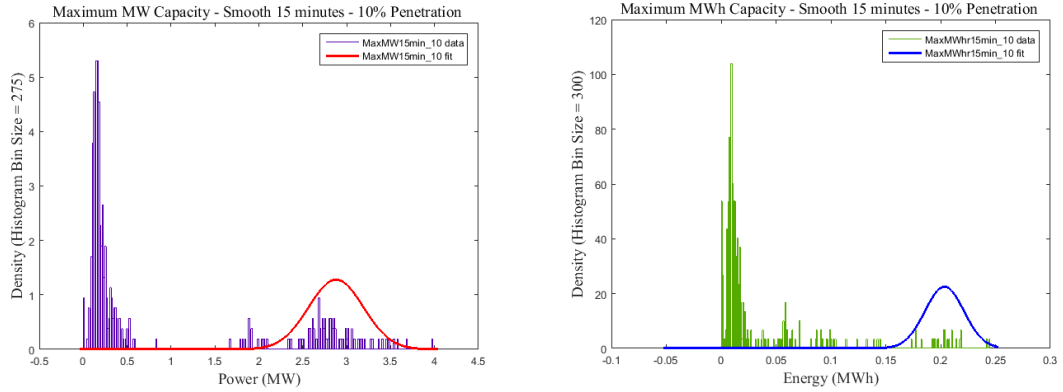 Maximum MW Capacity - Smooth 15 minutes - 10% Penetration
6
5
4
3
2
1
0
Density (Histogram Bin Size = 275)
MaxMW15min_10 data
MaxMW15min_10 fit
-0.5 0 0.5 1 1.5 2 2.5 3 3.5 4 4.5
Power (MW)
Maximum MWh Capacity - Smooth 15 minutes - 10% Penetration
120
100
80
60
40
20
0
Density (Histogram Bin Size = 300)
MaxMWhr15min_10 data
MaxMWhr15min_10 fit
-0.1 -0.05 0 0.05 0.1 0.15 0.2 0.25 0.3
Energy (MWh)